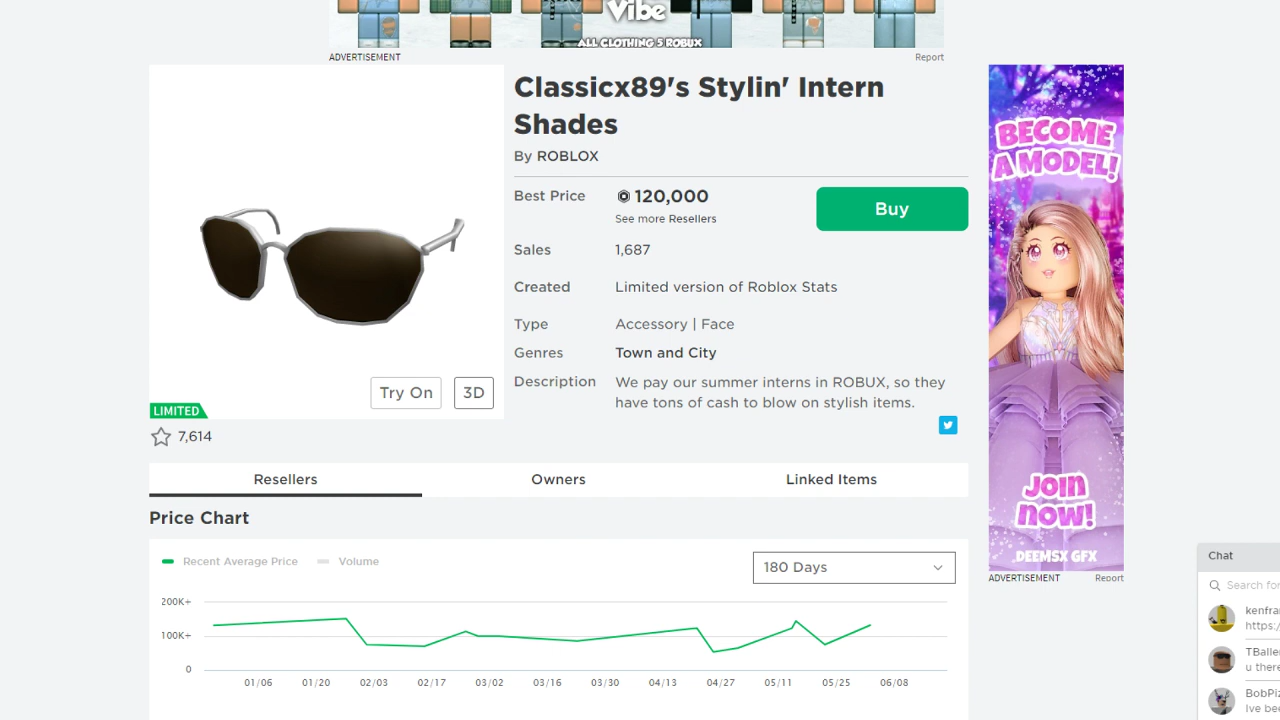 Vibe
ALL CLOTHING 5 ROBUX
ADVERTISEMENT
Report
Classicx89's Stylin' Intern
Shades
By ROBLOX
Best Price
120,000
Buy
See more Resellers
Sales
1,687
Created
Limited version of Roblox Stats
Type
Accessory | Face
Genres
Town and City
Description
We pay our summer interns in ROBUX, so they
have tons of cash to blow on stylish items.
Try On
3D
LIMITED
7,614
BECOME
A MODEL!
JOIN
NOW!
DEEMSX GFX
ADVERTISEMENT
Report
Resellers
Owners
Linked Items
Price Chart
Recent Average Price
Volume
180 Days
200K+
100K+
0
01/06
01/20
02/03
02/17
03/02
03/16
03/30
04/13
04/27
05/11
05/25
06/08
Chat
Search for
kenfra
https:/
TBaller
u there
BobPiz
Ive bee